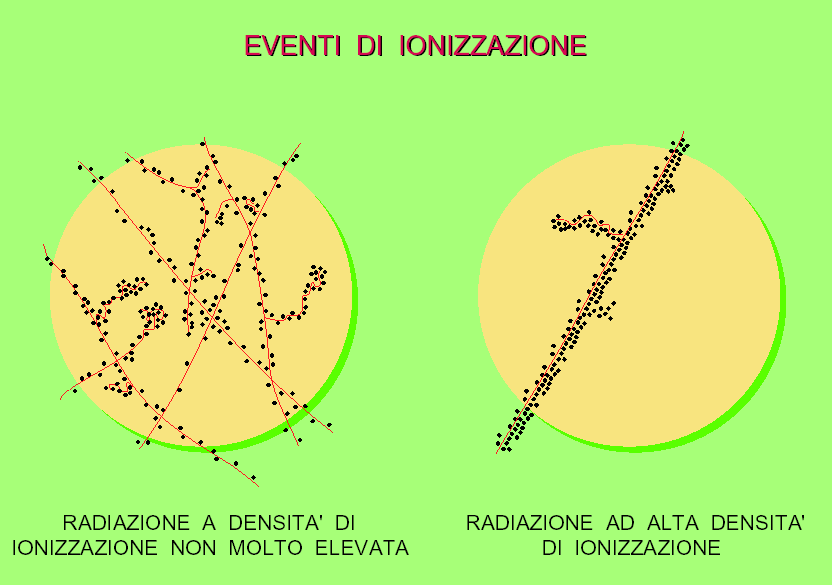 EVENTI DI IONIZZAZIONE
RADIAZIONE A DENSITA' DI
IONIZZAZIONE NON MOLTO ELEVATA
RADIAZIONE AD ALTA DENSITA'
DI IONIZZAZIONE